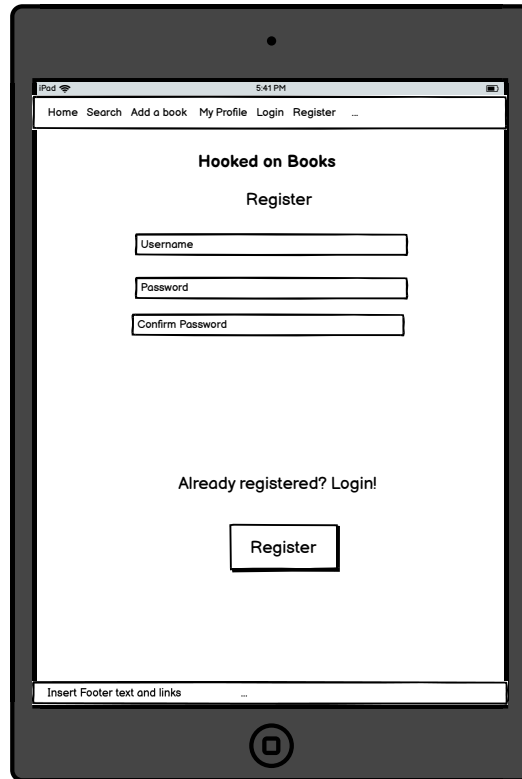 iPad 5:41 PM
Home Search Add a book My Profile Login Register ...
Hooked on Books
Register
Username
Password
Confirm Password
Already registered? Login!
Register
Insert Footer text and links ...